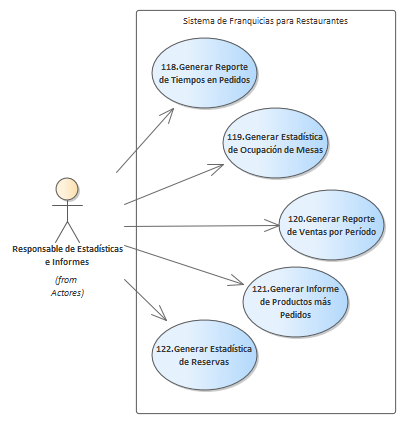 Sistema de Franquicias para Restaurantes
118.Generar Reporte
de Tiempos en Pedidos
119.Generar Estadística
de Ocupación de Mesas
120.Generar Reporte
de Ventas por Período
121.Generar Informe
de Productos más
Pedidos
122.Generar Estadística
de Reservas
Responsable de Estadísticas
e Informes
(from
Actores)